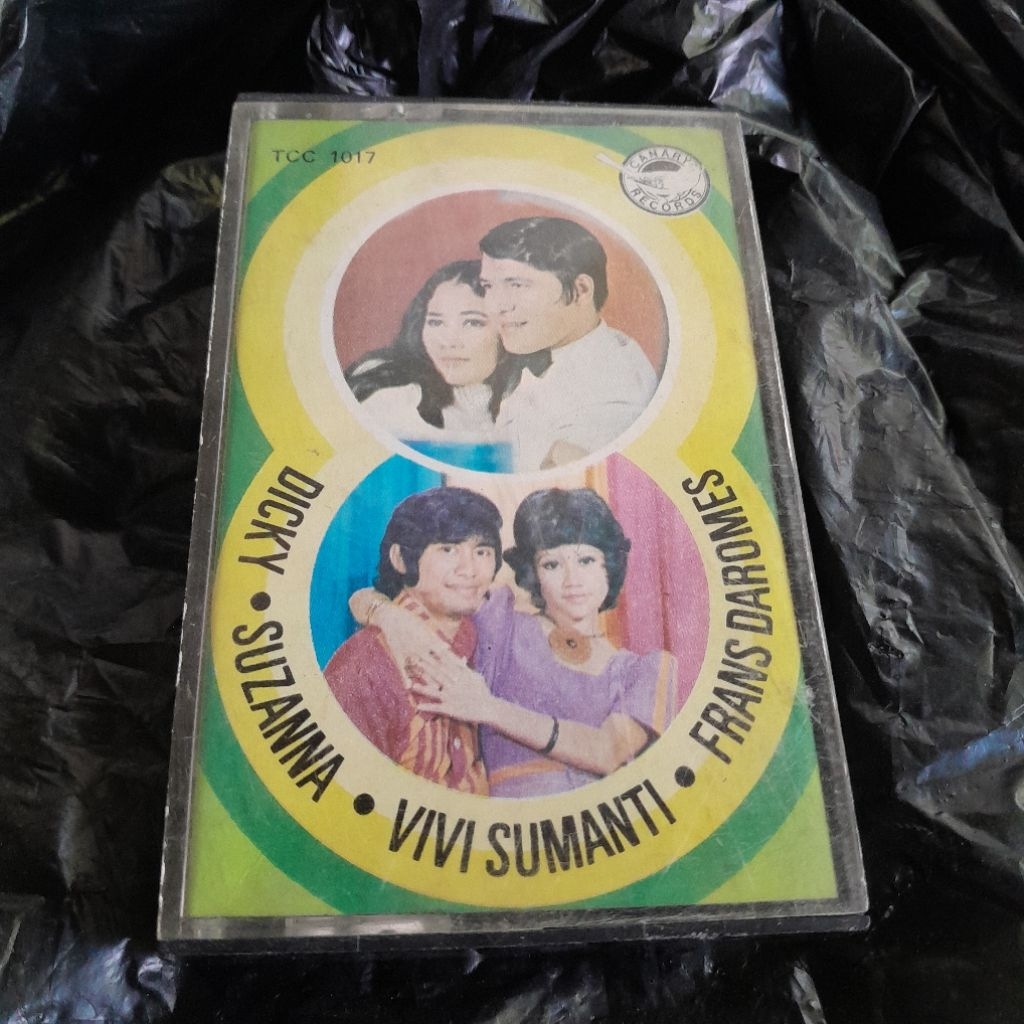 TCC 1017
CANARY
RECORDS
DICKY • SUZANNA • VIVI SUMANTI • FRANS DAROMES